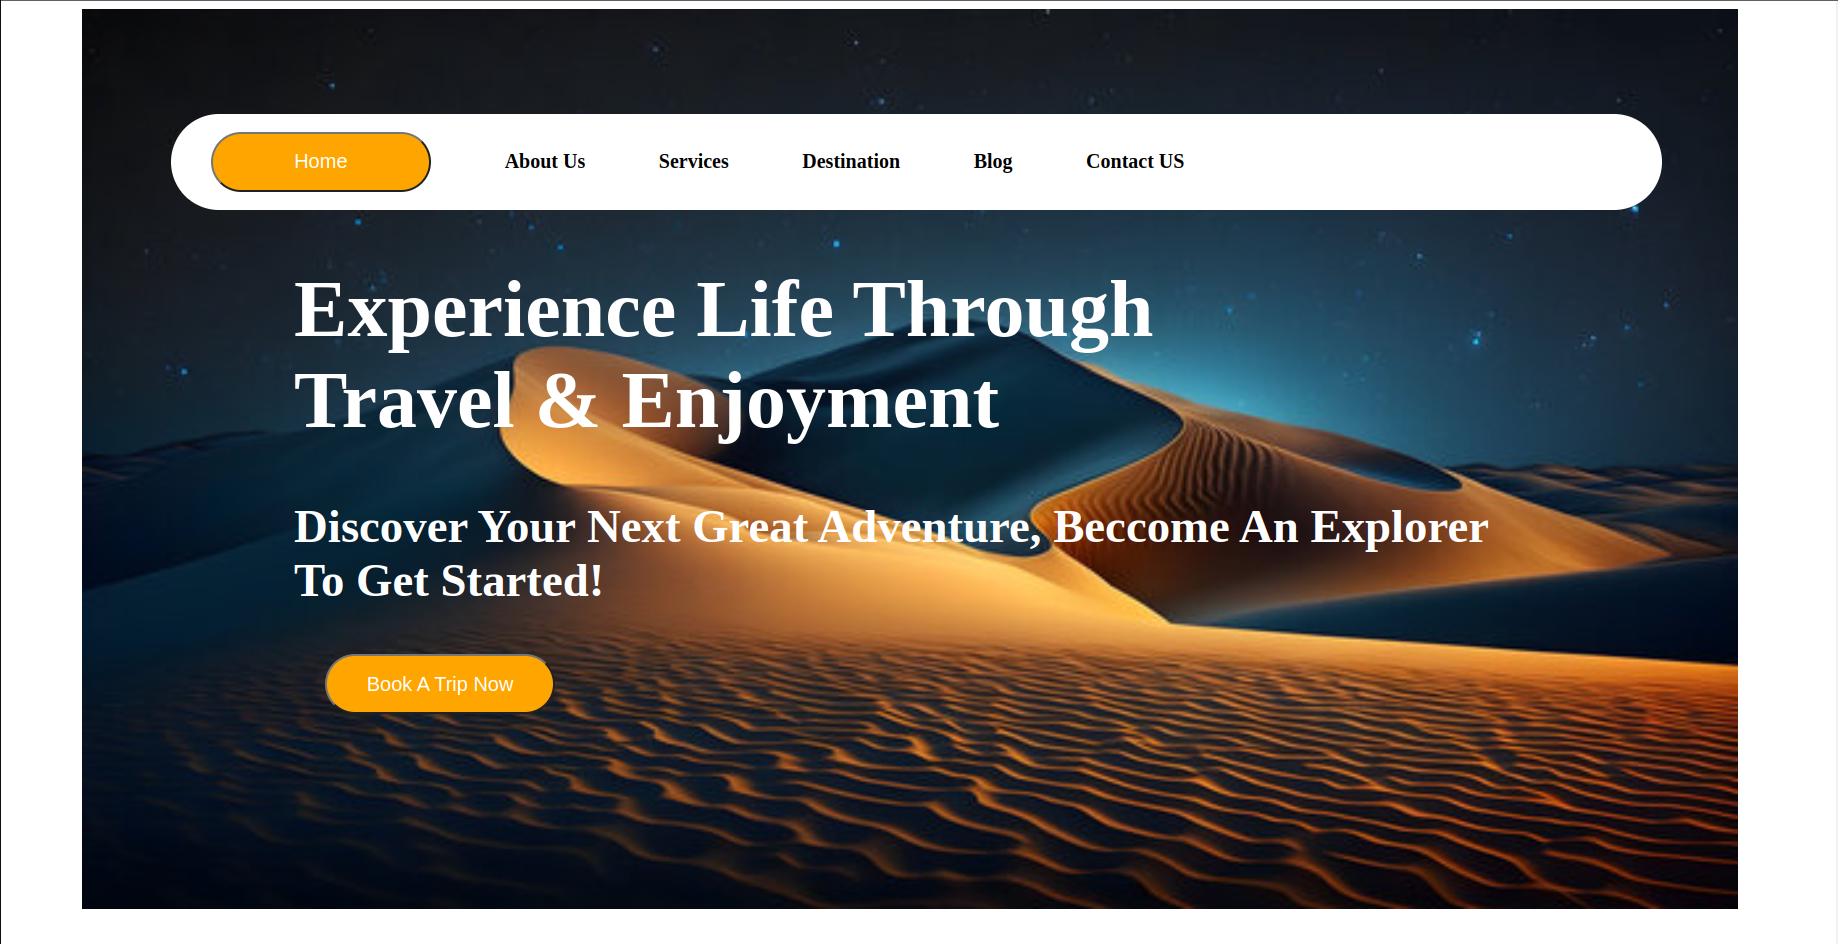 Home About Us Services Destination Blog Contact US
Experience Life Through
Travel & Enjoyment
Discover Your Next Great Adventure, Beccome An Explorer
To Get Started!
Book A Trip Now